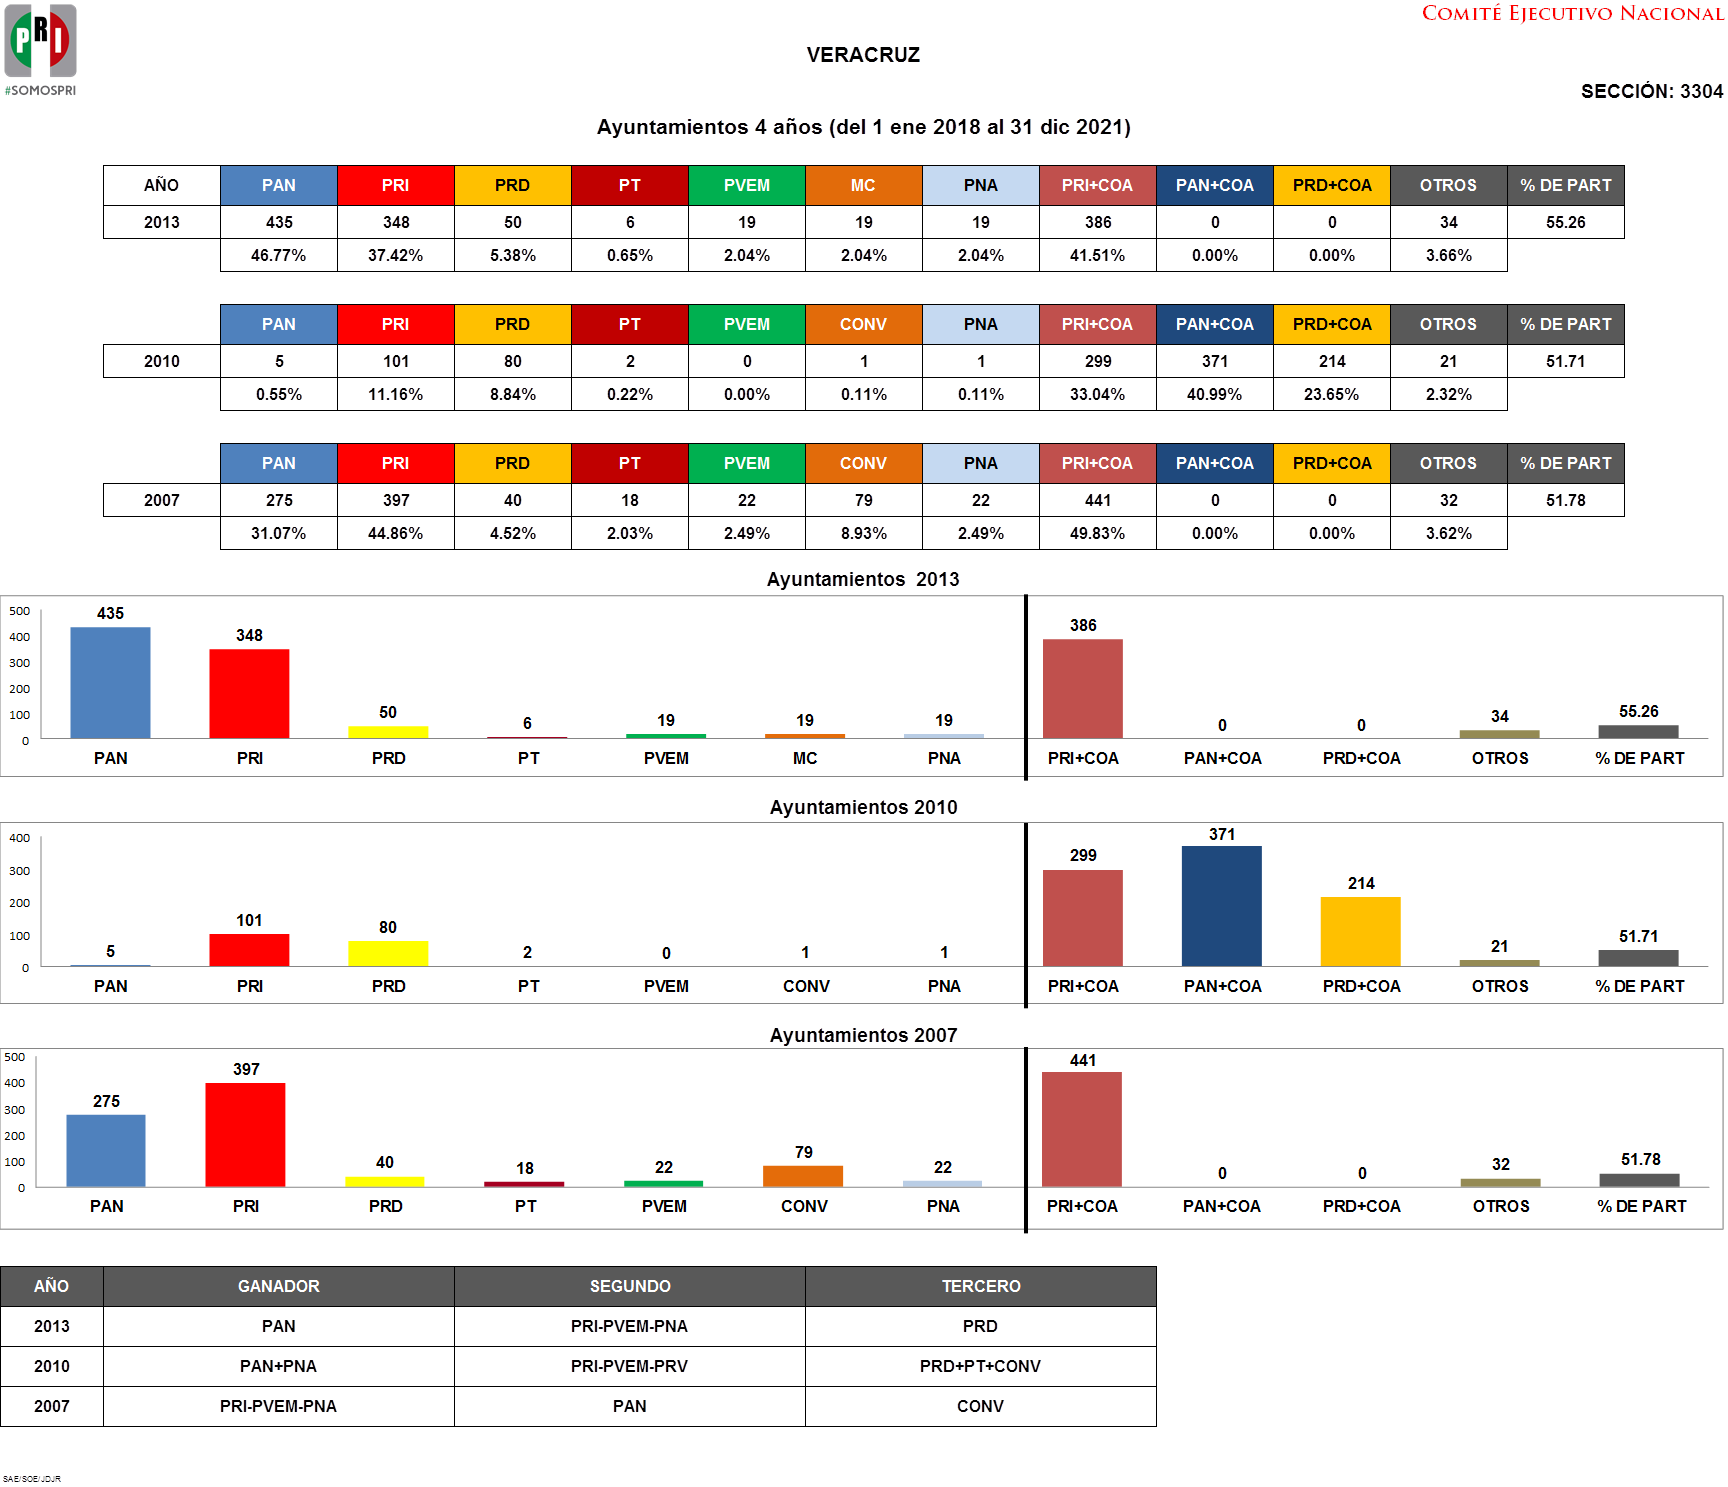 PRI
#SOMOSPRI
COMITÉ EJECUTIVO NACIONAL
VERACRUZ
SECCIÓN: 3304
Ayuntamientos 4 años (del 1 ene 2018 al 31 dic 2021)
AÑO PAN PRI PRD PT PVEM MC PNA PRI+COA PAN+COA PRD+COA OTROS % DE PART
2013 435 348 50 6 19 19 19 386 0 0 34 55.26
46.77% 37.42% 5.38% 0.65% 2.04% 2.04% 2.04% 41.51% 0.00% 0.00% 3.66%
PAN PRI PRD PT PVEM CONV PNA PRI+COA PAN+COA PRD+COA OTROS % DE PART
2010 5 101 80 2 0 1 1 299 371 214 21 51.71
0.55% 11.16% 8.84% 0.22% 0.00% 0.11% 0.11% 33.04% 40.99% 23.65% 2.32%
PAN PRI PRD PT PVEM CONV PNA PRI+COA PAN+COA PRD+COA OTROS % DE PART
2007 275 397 40 18 22 79 22 441 0 0 32 51.78
31.07% 44.86% 4.52% 2.03% 2.49% 8.93% 2.49% 49.83% 0.00% 0.00% 3.62%
Ayuntamientos 2013
500
400
300
200
100
0
435 348 50 6 19 19 19 386 0 0 34 55.26
PAN PRI PRD PT PVEM MC PNA PRI+COA PAN+COA PRD+COA OTROS % DE PART
Ayuntamientos 2010
400
300
200
100
0
5 101 80 2 0 1 1 299 371 214 21 51.71
PAN PRI PRD PT PVEM CONV PNA PRI+COA PAN+COA PRD+COA OTROS % DE PART
Ayuntamientos 2007
500
400
300
200
100
0
275 397 40 18 22 79 22 441 0 0 32 51.78
PAN PRI PRD PT PVEM CONV PNA PRI+COA PAN+COA PRD+COA OTROS % DE PART
AÑO GANADOR SEGUNDO TERCERO
2013 PAN PRI-PVEM-PNA PRD
2010 PAN+PNA PRI-PVEM-PRV PRD+PT+CONV
2007 PRI-PVEM-PNA PAN CONV
SAE/SOE/JDJR